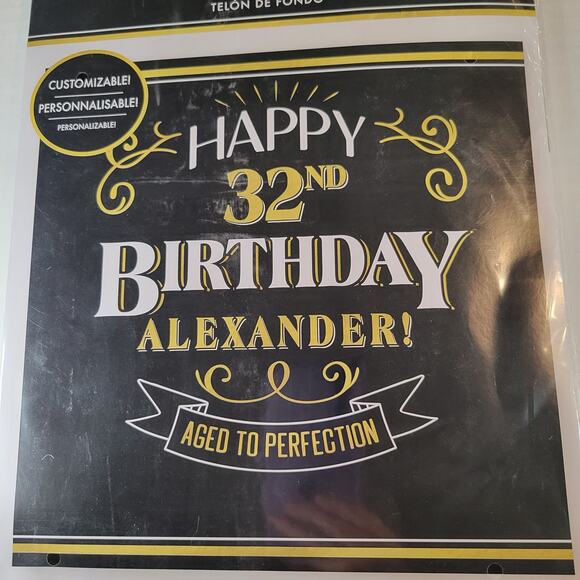 TELÓN DE FONDO
CUSTOMIZABLE!
PERSONNALISABLE!
PERSONALIZABLE!
HAPPY
32ND
BIRTHDAY
ALEXANDER!
AGED TO PERFECTION